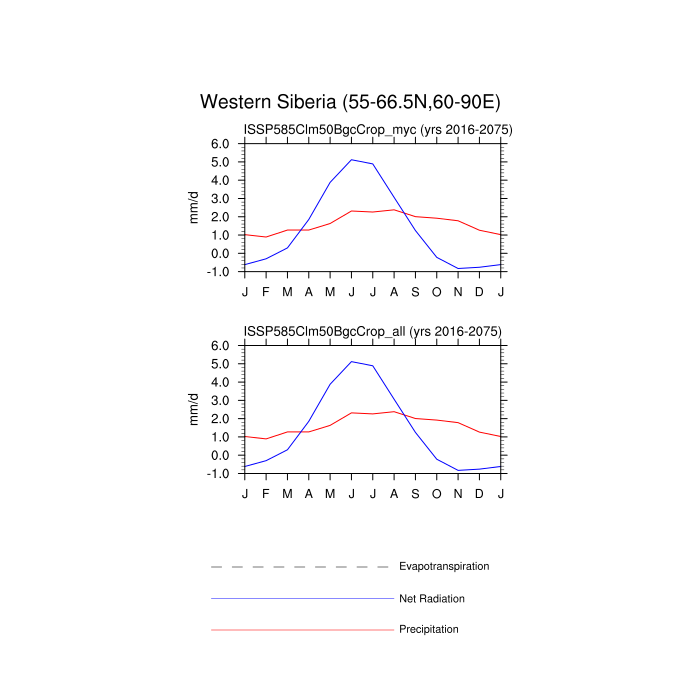 Western Siberia (55-66.5N,60-90E)
ISSP585Clm50BgcCrop_myc (yrs 2016-2075)
6.0
5.0
4.0
3.0
2.0
1.0
0.0
-1.0
mm/d
J F M A M J J A S O N D J
ISSP585Clm50BgcCrop_all (yrs 2016-2075)
6.0
5.0
4.0
3.0
2.0
1.0
0.0
-1.0
mm/d
J F M A M J J A S O N D J
Evapotranspiration
Net Radiation
Precipitation